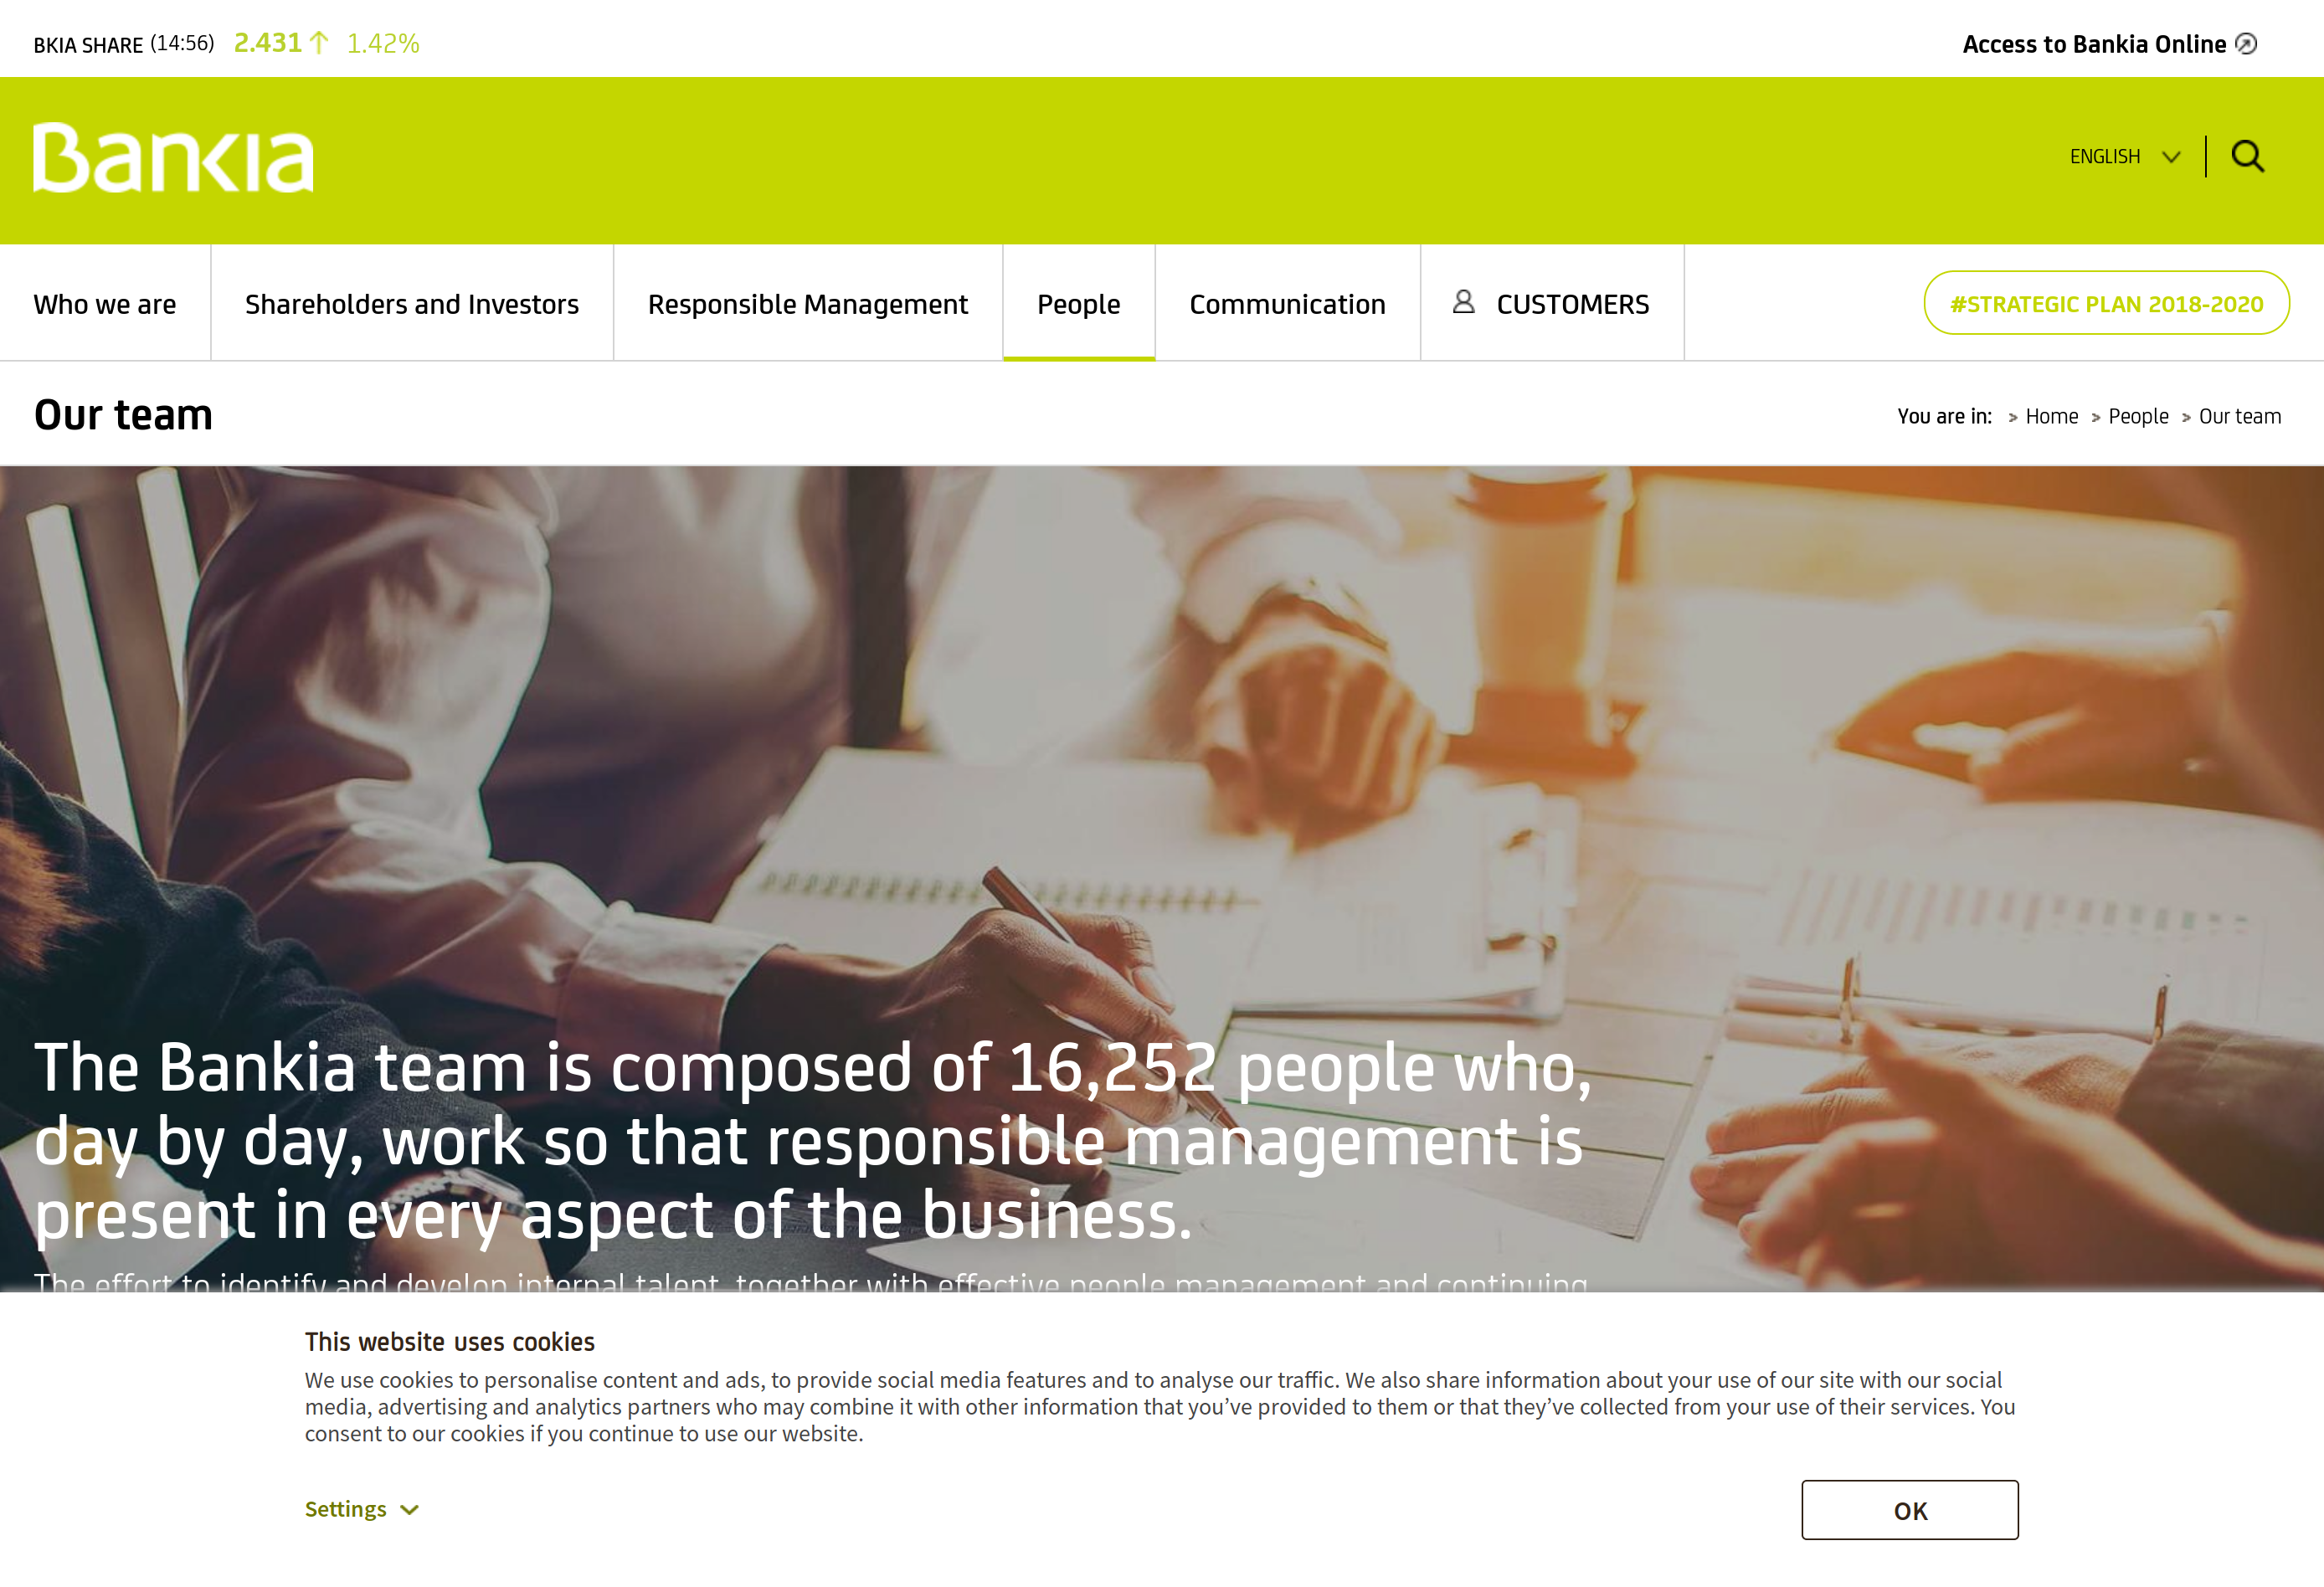 BKIA SHARE (14:56) 2.431 1.42%
Access to Bankia Online
Bankia
ENGLISH
Who we are
Shareholders and Investors
Responsible Management
People
Communication
CUSTOMERS
#STRATEGIC PLAN 2018-2020
Our team
You are in: > Home > People > Our team
The Bankia team is composed of 16,252 people who,
day by day, work so that responsible management is
present in every aspect of the business.
The effort to identify and develop internal talent, together with effective people management and continuing
This website uses cookies
We use cookies to personalise content and ads, to provide social media features and to analyse our traffic. We also share information about your use of our site with our social
media, advertising and analytics partners who may combine it with other information that you’ve provided to them or that they’ve collected from your use of their services. You
consent to our cookies if you continue to use our website.
Settings
OK